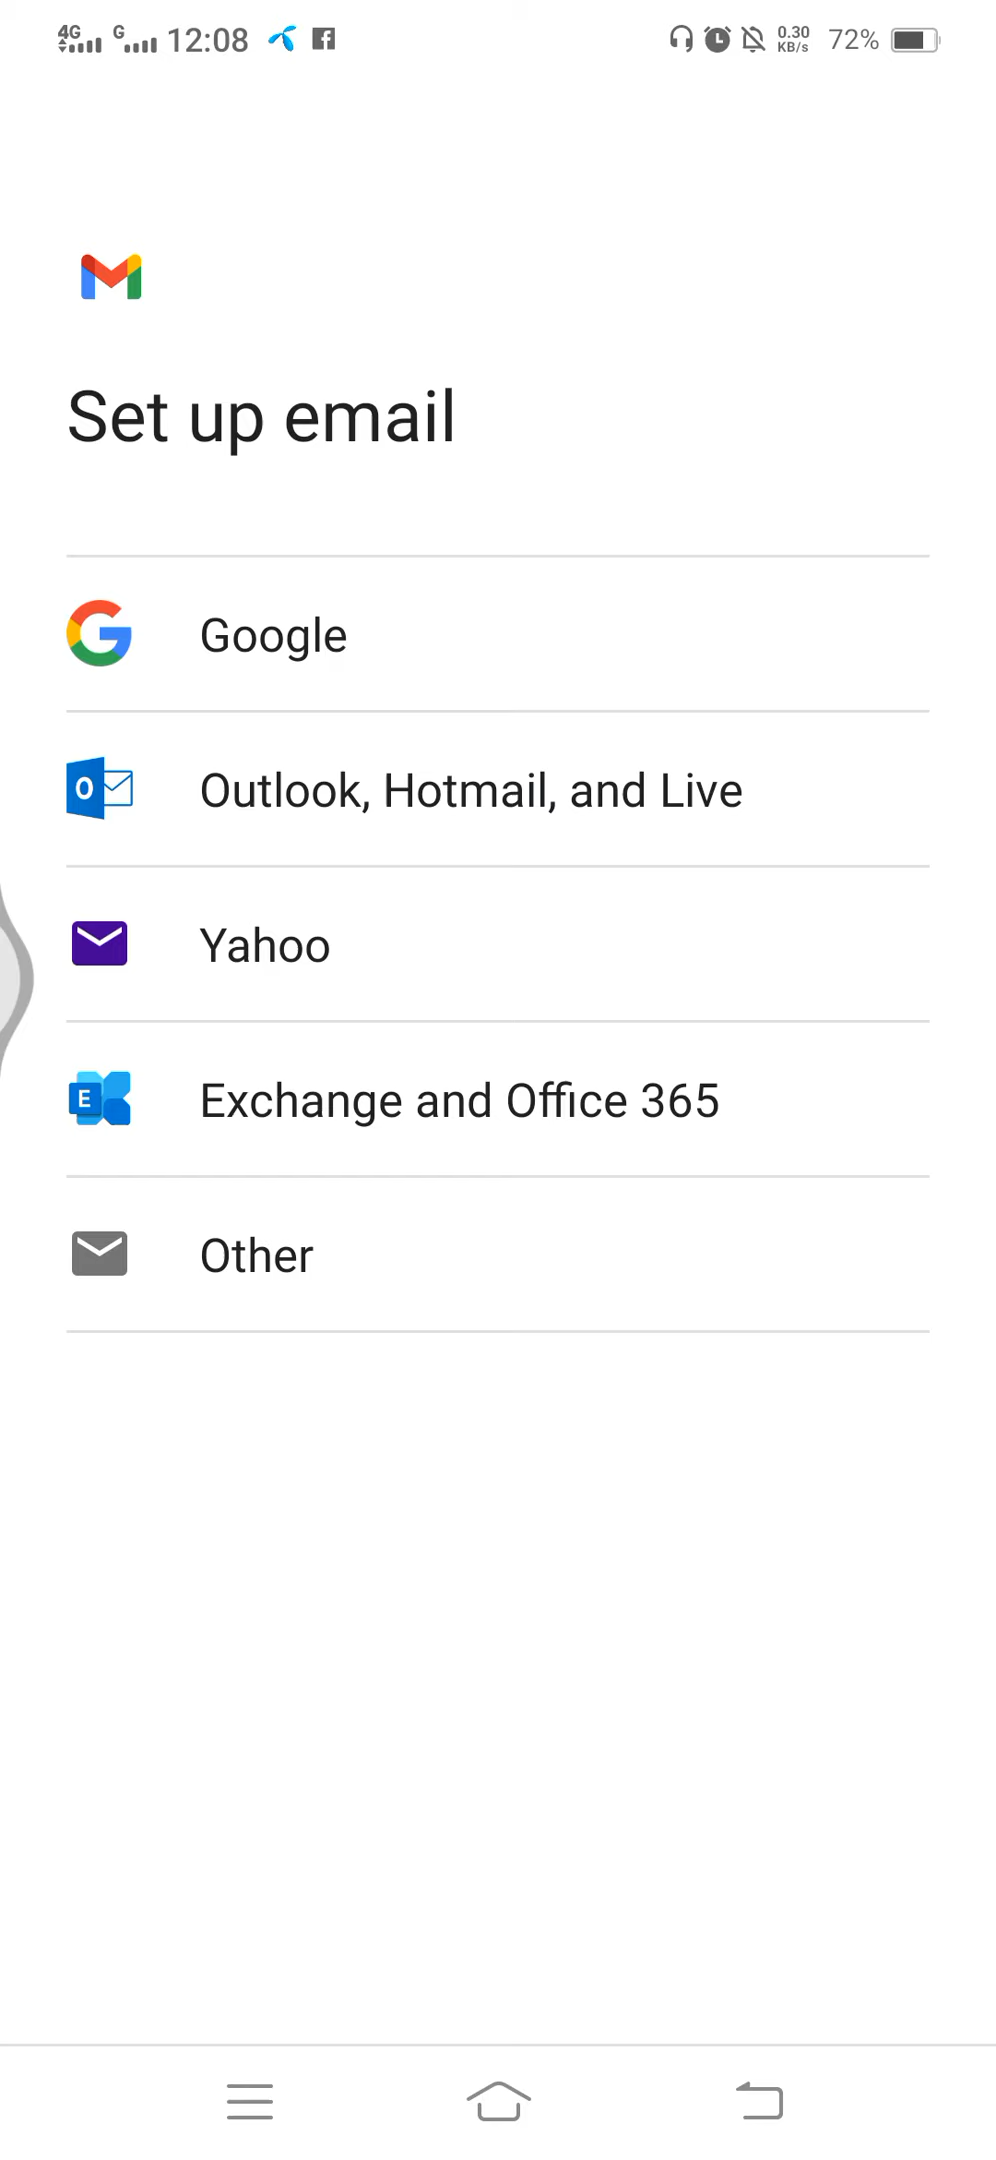 4G G 12:08 0.30 KB/s 72%
Set up email
Google
Outlook, Hotmail, and Live
Yahoo
Exchange and Office 365
Other